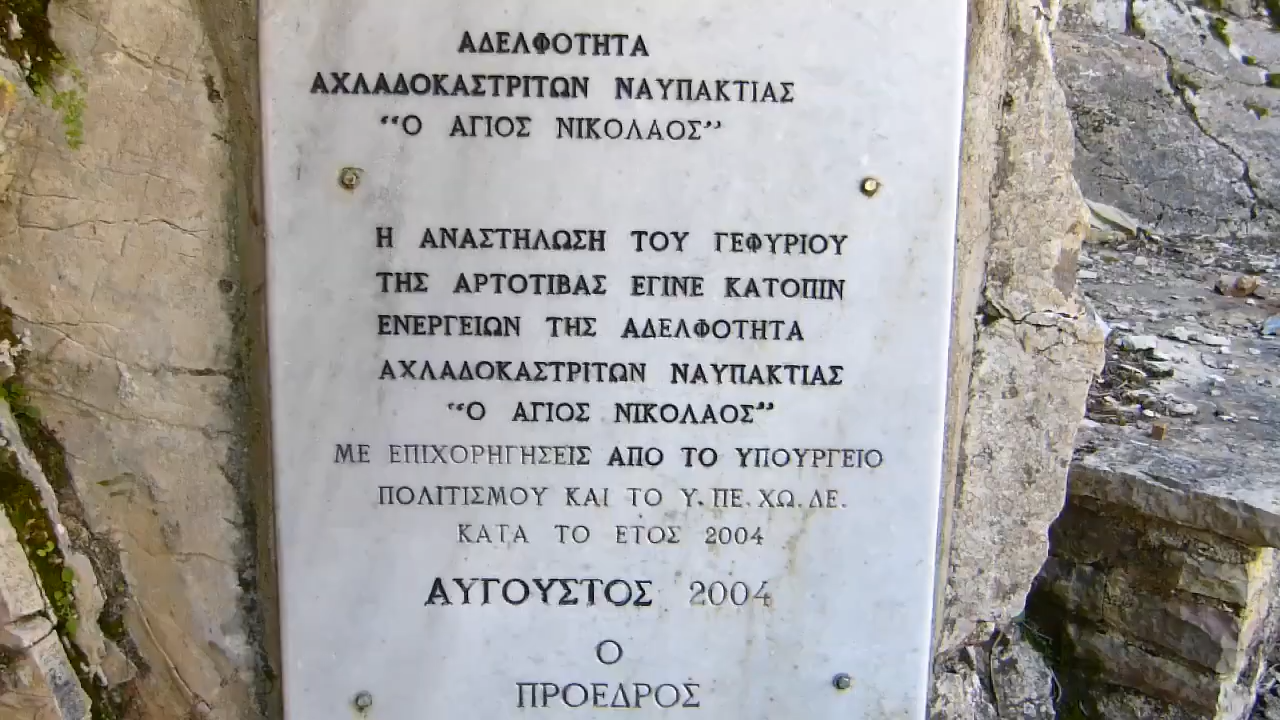 ΑΔΕΛΦΟΤΗΤΑ
ΑΧΛΑΔΟΚΑΣΤΡΙΤΩΝ ΝΑΥΠΑΚΤΙΑΣ
“Ο ΑΓΙΟΣ ΝΙΚΟΛΑΟΣ”
Η ΑΝΑΣΤΗΛΩΣΗ ΤΟΥ ΓΕΦΥΡΙΟΥ
ΤΗΣ ΑΡΤΟΤΙΒΑΣ ΕΓΙΝΕ ΚΑΤΟΠΙΝ
ΕΝΕΡΓΕΙΩΝ ΤΗΣ ΑΔΕΛΦΟΤΗΤΑ
ΑΧΛΑΔΟΚΑΣΤΡΙΤΩΝ ΝΑΥΠΑΚΤΙΑΣ
“Ο ΑΓΙΟΣ ΝΙΚΟΛΑΟΣ”
ΜΕ ΕΠΙΧΟΡΗΓΗΣΕΙΣ ΑΠΟ ΤΟ ΥΠΟΥΡΓΕΙΟ
ΠΟΛΙΤΙΣΜΟΥ ΚΑΙ ΤΟ Υ. ΠΕ. ΧΩ. ΔΕ.
ΚΑΤΑ ΤΟ ΕΤΟΣ 2004
ΑΥΓΟΥΣΤΟΣ 2004
Ο
ΠΡΟΕΔΡΟΣ